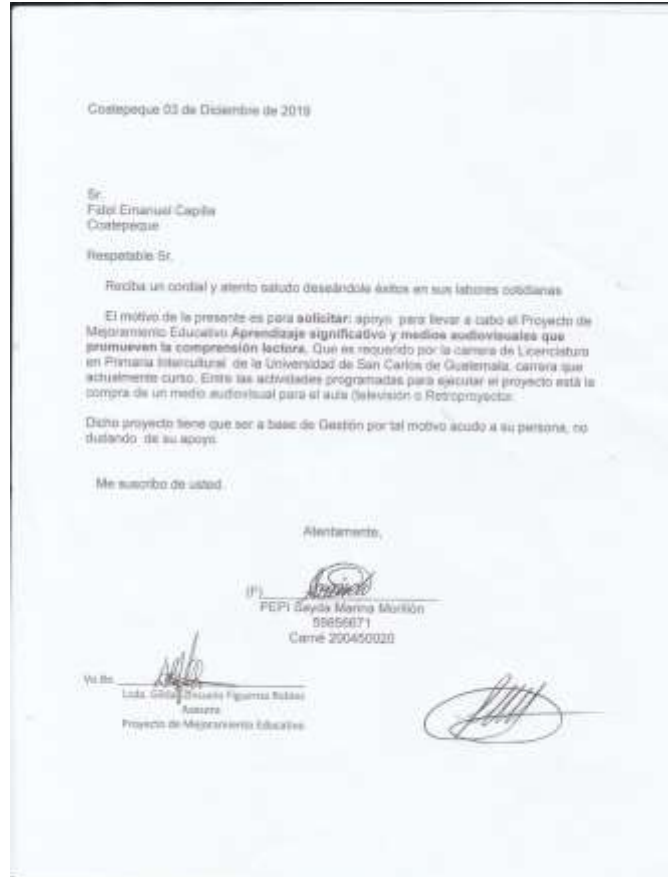 Coatepeque 03 de Diciembre de 2019
Sr.
Fidel Emanuel Capilla
Coatepeque
Respetable Sr.
Reciba un cordial y atento saludo deseándole éxitos en sus labores cotidianas
El motivo de la presente es para solicitar: apoyo para llevar a cabo el Proyecto de
Mejoramiento Educativo Aprendizaje significativo y medios audiovisuales que
promueven la comprensión lectora. Que es requerido por la carrera de Licenciatura
en Primaria Intercultural de la Universidad de San Carlos de Guatemala, carrera que
actualmente curso. Entre las actividades programadas para ejecutar el proyecto está la
compra de un medio audiovisual para el aula (televisión o Retroproyector.
Dicho proyecto tiene que ser a base de Gestión por tal motivo acudo a su persona, no
dudando de su apoyo.
Me suscribo de usted.
Atentamente,
(F)
PEPI Sayda Marina Morillón
Carné 200450020
Vo.Bo.
Licda. Figueroa
Asesora
Proyecto de Mejoramiento Educativo